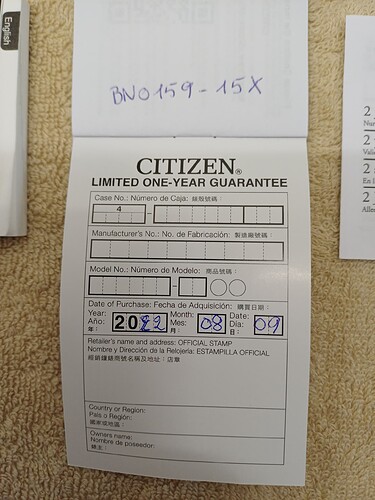 English
BN0159-15X
CITIZEN®
LIMITED ONE-YEAR GUARANTEE
Case No.: Número de Caja: 錶殼號碼:
4 -
Manufacturer's No.: No. de Fabricación: 製造廠號碼:
Model No.: Número de Modelo: 商品號碼:
Date of Purchase: Fecha de Adquisición: 購買日期:
Year: 2022 Month: 08 Date: 09
Año: Mes: Día:
年: 月: 日:
Retailer's name and address: OFFICIAL STAMP
Nombre y Dirección de la Relojería: ESTAMPILLA OFFICIAL
經銷鐘錶商號名稱及地址:店章
Country or Region:
País o Región:
國家或地區:
Owners name:
Nombre de poseedor:
2
2
2
2